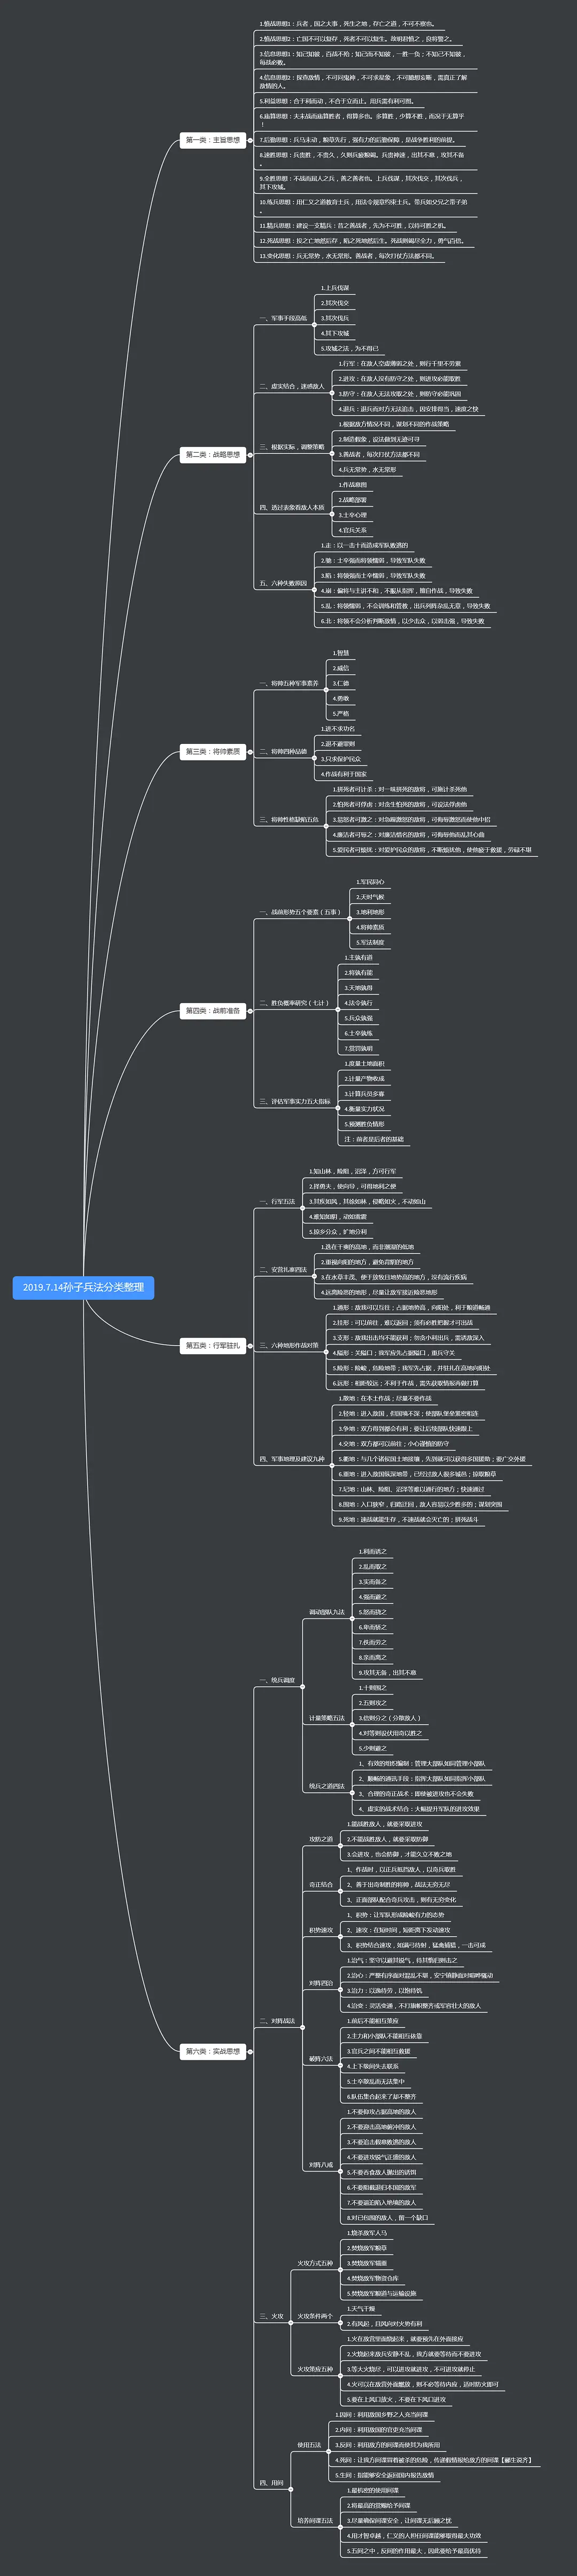 2019.7.14孙子兵法分类整理
第一类：主旨思想
1.慎战思想1：兵者，国之大事，死生之地，存亡之道，不可不察也。
2.慎战思想2：亡国不可以复存，死者不可以复生。故明君慎之，良将警之。
3.信息思想1：知己知彼，百战不殆；知己而不知彼，一胜一负；不知己不知彼，
每战必败。
4.信息思想2：探查敌情，不可问鬼神，不可求星象，不可臆想玄断，需真正了解
敌情的人。
5.利益思想：合于利而动，不合于立而止。用兵需有利可图。
6.庙算思想：夫未战而庙算胜者，得算多也。多算胜，少算不胜，而况于无算乎
！
7.后勤思想：兵马未动，粮草先行，强有力的后勤保障，是战争胜利的前提。
8.速胜思想：兵贵胜，不贵久，久则兵疲粮竭。兵贵神速，出其不意，攻其不备
。
9.全胜思想：不战而屈人之兵，善之善者也。上兵伐谋，其次伐交，其次伐兵，
其下攻城。
10.练兵思想：用仁义之道教育士兵，用法令规章约束士兵。带兵如父兄之带子弟
。
11.精兵思想：建设一支精兵：昔之善战者，先为不可胜，以待可胜之机。
12.死战思想：投之亡地然后存，陷之死地然后生。死战则竭尽全力，勇气百倍。
13.变化思想：兵无常势，水无常形。善战者，每次打仗方法都不同。
第二类：战略思想
一、军事手段高低
1.上兵伐谋
2.其次伐交
3.其次伐兵
4.其下攻城
5.攻城之法，为不得已
二、虚实结合，迷惑敌人
1.行军：在敌人空虚薄弱之处，则行千里不劳累
2.进攻：在敌人没有防守之处，则进攻必能取胜
3.防守：在敌人无法攻取之处，则防守必能巩固
4.退兵：退兵而对方无法追击，因安排得当，速度之快
三、根据实际，调整策略
1.根据敌方情况不同，谋划不同的作战策略
2.制造假象，设法做到无迹可寻
3.善战者，每次打仗方法都不同
4.兵无常势，水无常形
四、透过表象看敌人本质
1.作战意图
2.战略部署
3.士卒心理
4.官兵关系
五、六种失败原因
1.走：以一击十而造成军队败逃的
2.驰：士卒强而将领懦弱，导致军队失败
3.陷：将领强而士卒懦弱，导致军队失败
4.崩：偏将与主讲不和，不服从指挥，擅自作战，导致失败
5.乱：将领懦弱，不会训练和管教，出兵列阵杂乱无章，导致失败
6.北：将领不会分析判断敌情，以少击众，以弱击强，导致失败
第三类：将帅素质
一、将帅五种军事素养
1.智慧
2.威信
3.仁德
4.勇敢
5.严格
二、将帅四种品德
1.进不求功名
2.退不避罪则
3.只求保护民众
4.作战有利于国家
三、将帅性格缺陷五危
1.拼死者可计杀：对一味拼死的敌将，可施计杀死他
2.怕死者可俘虏：对贪生怕死的敌将，可设法俘虏他
3.忿怒者可激之：对急躁激怒的敌将，可侮辱激怒而使他中招
4.廉洁者可辱之：对廉洁惜名的敌将，可侮辱他而乱其心曲
5.爱民者可烦扰：对爱护民众的敌将，不断烦扰他，使他疲于救援，劳碌不堪
第四类：战前准备
一、战前形势五个要素（五事）
1.军民同心
2.天时气候
3.地利地形
4.将帅素质
5.军法制度
二、胜负概率研究（七计）
1.主孰有道
2.将孰有能
3.天地孰得
4.法令孰行
5.兵众孰强
6.士卒孰练
7.赏罚孰明
三、评估军事实力五大指标
1.度量土地面积
2.计量产物收成
3.计算兵员多寡
4.衡量实力状况
5.预测胜负情形
注：前者是后者的基础
第五类：行军驻扎
一、行军五法
1.知山林，险阻，沼泽，方可行军
2.择勇夫，使向导，可得地利之便
3.其疾如风，其徐如林，侵略如火，不动如山
4.难知如阴，动如雷霆
5.掠乡分众，扩地分利
二、安营扎寨四法
1.选在干爽的高地，而非潮湿的低地
2.重视向阳的地方，避免背阴的地方
3.在水草丰茂、便于放牧且地势高的地方，没有流行疾病
4.远离险恶的地形，尽量让敌军接近险恶地形
三、六种地形作战对策
1.通形：敌我可以互往；占据地势高，向阳处，利于粮道畅通
2.挂形：可以前往，难以返回；须有必胜把握才可出战
3.支形：敌我出击均不能获利；勿贪小利出兵，需诱敌深入
4.隘形：关隘口；我军应先占据隘口，重兵守关
5.险形：险峻，危险地带；我军先占据，并驻扎在高地向阳处
6.远形：相距较远；不利于作战，需先获取情报再做打算
四、军事地理及建议九种
1.散地：在本土作战；尽量不要作战
2.轻地：进入敌国，但国境不深；使部队保垒紧密相连
3.争地：双方得到都会有利；要让后续部队快速跟上
4.交地：双方都可以前往；小心谨慎的防守
5.衢地：与几个诸侯国土地接壤，先到就可以获得多国援助；要广交外援
6.重地：进入敌国纵深地带，已经过敌人很多城邑；掠取粮草
7.圮地：山林、险阻、沼泽等难以通行的地方；快速通过
8.围地：入口狭窄，归路迂回，敌人容易以少胜多的；谋划突围
9.死地：速战就能生存，不速战就会灭亡的；拼死战斗
第六类：实战思想
一、统兵调度
调动部队九法
1.利而诱之
2.乱而取之
3.实而备之
4.强而避之
5.怒而挠之
6.卑而骄之
7.佚而劳之
8.亲而离之
9.攻其无备，出其不意
计量策略五法
1.十则围之
2.五则攻之
3.倍则分之（分散敌人）
4.对等则设伏用奇以胜之
5.少则避之
统兵之道四法
1、有效的组织编制：管理大部队如同管理小部队
2、顺畅的通讯手段：指挥大部队如同指挥小部队
3、合理的奇正战术：即使被进攻也不会失败
4、虚实的战术结合：大幅提升军队的进攻效果
二、对阵战法
攻防之道
1.能战胜敌人，就要采取进攻
2.不能战胜敌人，就要采取防御
3.会进攻，也会防御，才能久立不败之地
奇正结合
1、作战时，以正兵抵挡敌人，以奇兵取胜
2、善于出奇制胜的将帅，战法无穷无尽
3、正面部队配合奇兵攻击，则有无穷变化
积势速攻
1、积势：让军队形成险峻有力的态势
2、速攻：在短时间，短距离下发动速攻
3、积势结合速攻，如满弓待射，猛禽捕猎，一击可成
对阵四治
1.治气：坚守以避其锐气，待其惰归则击之
2.治心：严整有序面对混乱不堪，安宁镇静面对喧哗骚动
3.治力：以逸待劳，以饱待饥
4.治变：灵活变通，不打旗帜整齐或军容壮大的敌人
破阵六法
1.前后不能相互策应
2.主力和小部队不能相互依靠
3.官兵之间不能相互救援
4.上下级间失去联系
5.士卒散乱而无法集中
6.队伍集合起来了却不整齐
对阵八戒
1.不要仰攻占据高地的敌人
2.不要迎击高地俯冲的敌人
3.不要追击假意败逃的敌人
4.不要进攻锐气正盛的敌人
5.不要吞食敌人抛出的诱饵
6.不要阻截退归本国的敌军
7.不要逼迫陷入绝境的敌人
8.对已包围的敌人，留一个缺口
三、火攻
火攻方式五种
1.烧杀敌军人马
2.焚烧敌军粮草
3.焚烧敌军辎重
4.焚烧敌军物资仓库
5.焚烧敌军粮道与运输设施
火攻条件两个
1.天气干燥
2.有风起，且风向对火势有利
火攻策应五种
1.火在敌营里面烧起来，就要预先在外面接应
2.火烧起来敌兵安静不乱，我方就要等待而不要进攻
3.等大火烧尽，可以进攻就进攻，不可进攻就停止
4.火可以在敌营外面燃放，则不必等待内应，适时放火即可
5.要在上风口放火，不要在下风口进攻
四、用间
使用五法
1.因间：利用敌国乡野之人充当间谍
2.内间：利用敌国的官吏充当间谍
3.反间：利用敌方的间谍而使其为我所用
4.死间：让我方间谍冒着被杀的危险，传递假情报给敌方的间谍【郦生说齐】
5.生间：指能够安全返回国内报告敌情
培养间谍五法
1.最机密的使用间谍
2.将最高的赏赐给予间谍
3.尽量确保间谍安全，让间谍无后顾之忧
4.用才智卓越，仁义的人担任间谍能够取得最大功效
5.五间之中，反间的作用最大，因此要给予最高优待